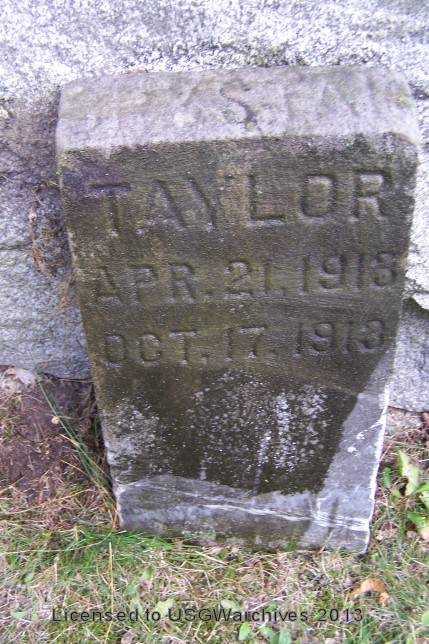 TAYLOR
APR. 21. 1913
OCT. 17. 1913
Licensed to USGWarchives 2013